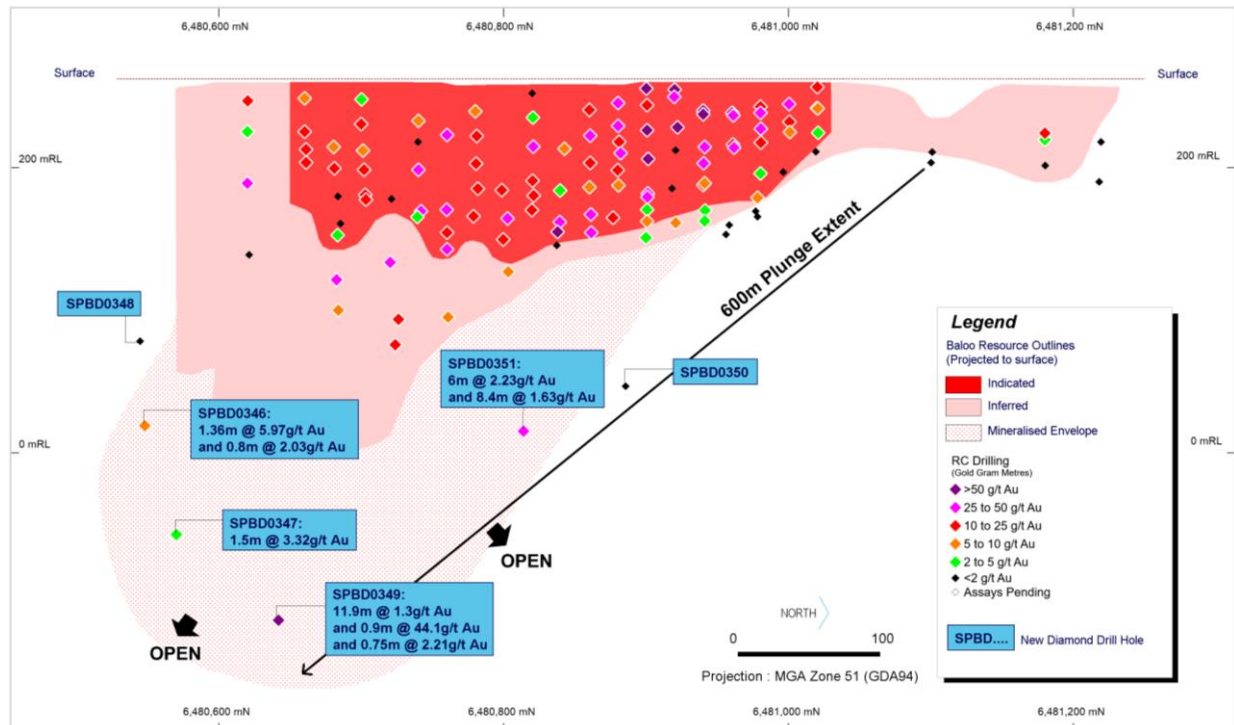 6,480,600 mN
6,480,800 mN
6,481,000 mN
6,481,200 mN
Surface
Surface
200 mRL
200 mRL
600m Plunge Extent
SPBD0348
SPBD0351:
6m @ 2.23g/t Au
and 8.4m @ 1.63g/t Au
SPBD0350
SPBD0346:
1.36m @ 5.97g/t Au
and 0.8m @ 2.03g/t Au
0 mRL
0 mRL
SPBD0347:
1.5m @ 3.32g/t Au
OPEN
SPBD0349:
11.9m @ 1.3g/t Au
and 0.9m @ 44.1g/t Au
and 0.75m @ 2.21g/t Au
OPEN
NORTH
0
100
Projection : MGA Zone 51 (GDA94)
Legend
Baloo Resource Outlines
(Projected to surface)
Indicated
Inferred
Mineralised Envelope
RC Drilling
(Gold Gram Metres)
>50 g/t Au
25 to 50 g/t Au
10 to 25 g/t Au
5 to 10 g/t Au
2 to 5 g/t Au
<2 g/t Au
Assays Pending
SPBD....
New Diamond Drill Hole
6,480,600 mN
6,480,800 mN
6,481,000 mN
6,481,200 mN